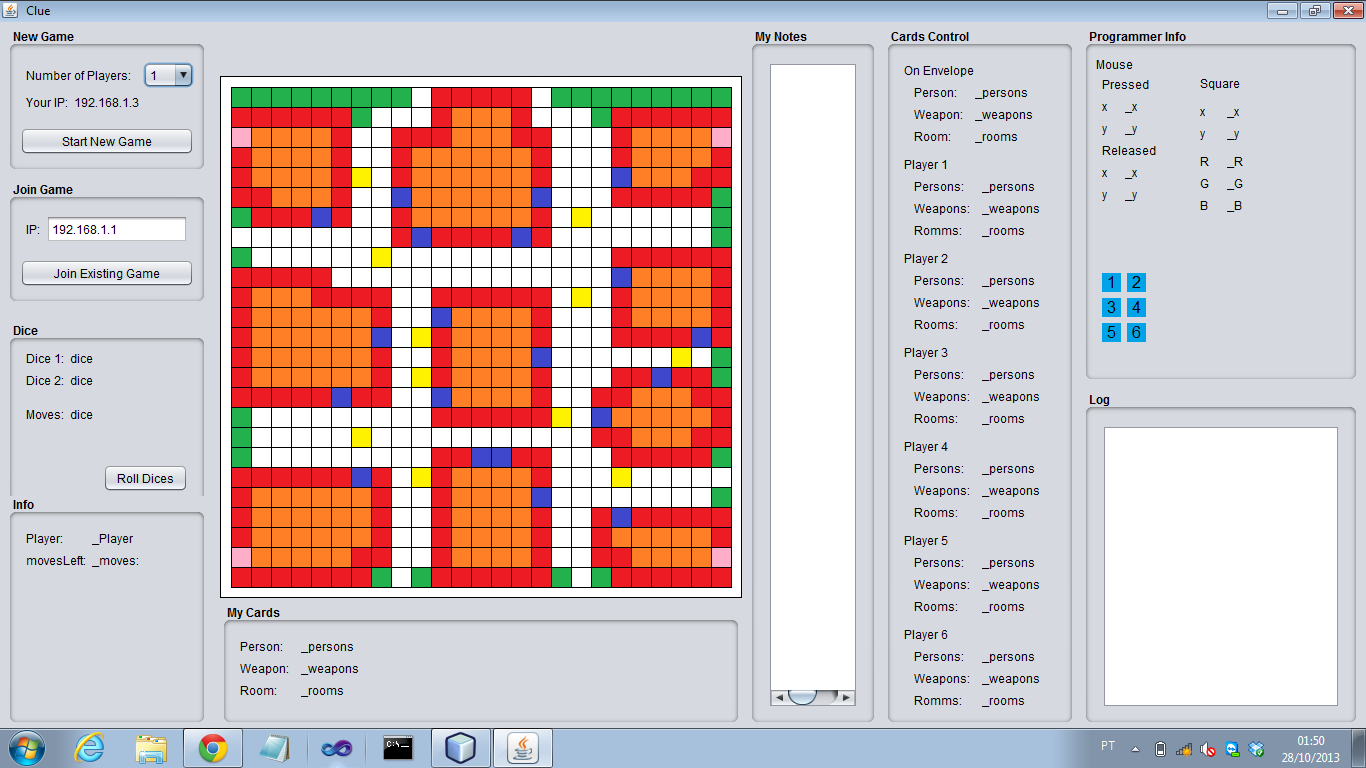 Clue
New Game
Number of Players: 1
Your IP: 192.168.1.3
Start New Game
Join Game
IP: 192.168.1.1
Join Existing Game
Dice
Dice 1: dice
Dice 2: dice
Moves: dice
Roll Dices
Info
Player: _Player
movesLeft: _moves:
My Cards
Person: _persons
Weapon: _weapons
Room: _rooms
My Notes
Cards Control
On Envelope
Person: _persons
Weapon: _weapons
Room: _rooms
Player 1
Persons: _persons
Weapons: _weapons
Romms: _rooms
Player 2
Persons: _persons
Weapons: _weapons
Rooms: _rooms
Player 3
Persons: _persons
Weapons: _weapons
Rooms: _rooms
Player 4
Persons: _persons
Weapons: _weapons
Rooms: _rooms
Player 5
Persons: _persons
Weapons: _weapons
Rooms: _rooms
Player 6
Persons: _persons
Weapons: _weapons
Romms: _rooms
Programmer Info
Mouse
Pressed
x _x
y _y
Released
x _x
y _y
Square
x _x
y _y
R _R
G _G
B _B
1 2
3 4
5 6
Log
C:\_
PT
01:50
28/10/2013